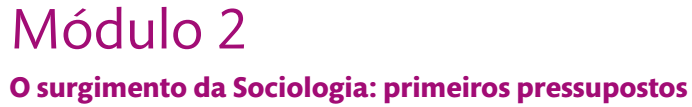 Módulo 2
O surgimento da Sociologia: primeiros pressupostos